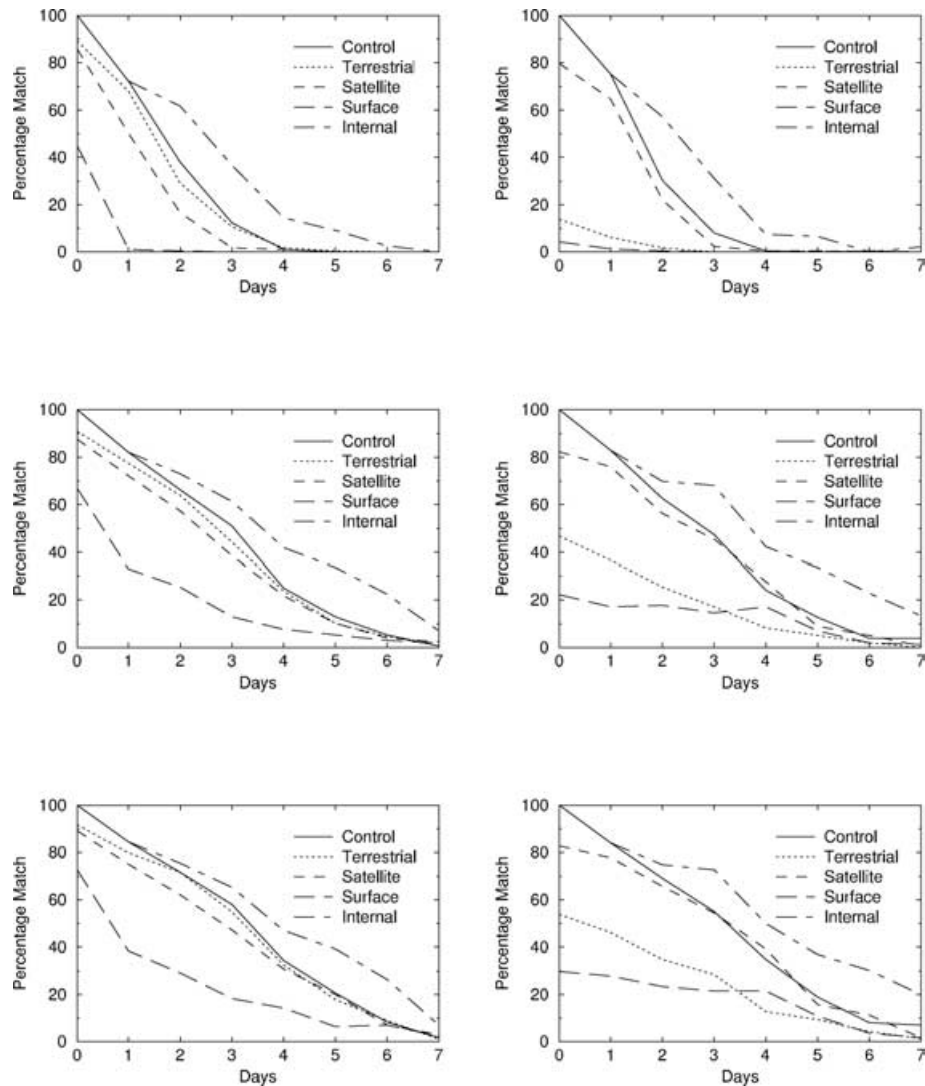 100
80
60
40
20
0
Percentage Match
Control
Terrestrial
Satellite
Surface
Internal
0 1 2 3 4 5 6 7
Days
100
80
60
40
20
0
Percentage Match
Control
Terrestrial
Satellite
Surface
Internal
0 1 2 3 4 5 6 7
Days
100
80
60
40
20
0
Percentage Match
Control
Terrestrial
Satellite
Surface
Internal
0 1 2 3 4 5 6 7
Days
100
80
60
40
20
0
Percentage Match
Control
Terrestrial
Satellite
Surface
Internal
0 1 2 3 4 5 6 7
Days
100
80
60
40
20
0
Percentage Match
Control
Terrestrial
Satellite
Surface
Internal
0 1 2 3 4 5 6 7
Days
100
80
60
40
20
0
Percentage Match
Control
Terrestrial
Satellite
Surface
Internal
0 1 2 3 4 5 6 7
Days